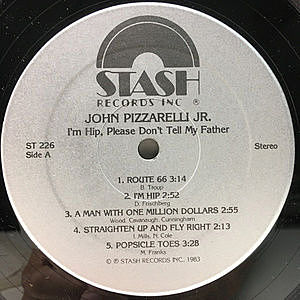 STASH
RECORDS INC ®
JOHN PIZZARELLI JR.
I'm Hip, Please Don't Tell My Father
ST 226
Side A
Stereo
1. ROUTE 66 3:14
B. Troup
2. I'M HIP 2:52
D. Frischberg
3. A MAN WITH ONE MILLION DOLLARS 2:55
Wood, Cavanaugh, Cunningham
4. STRAIGHTEN UP AND FLY RIGHT 2:13
I. Mills, N. Cole
5. POPSICLE TOES 3:28
M. Franks
© ℗ STASH RECORDS INC. 1983